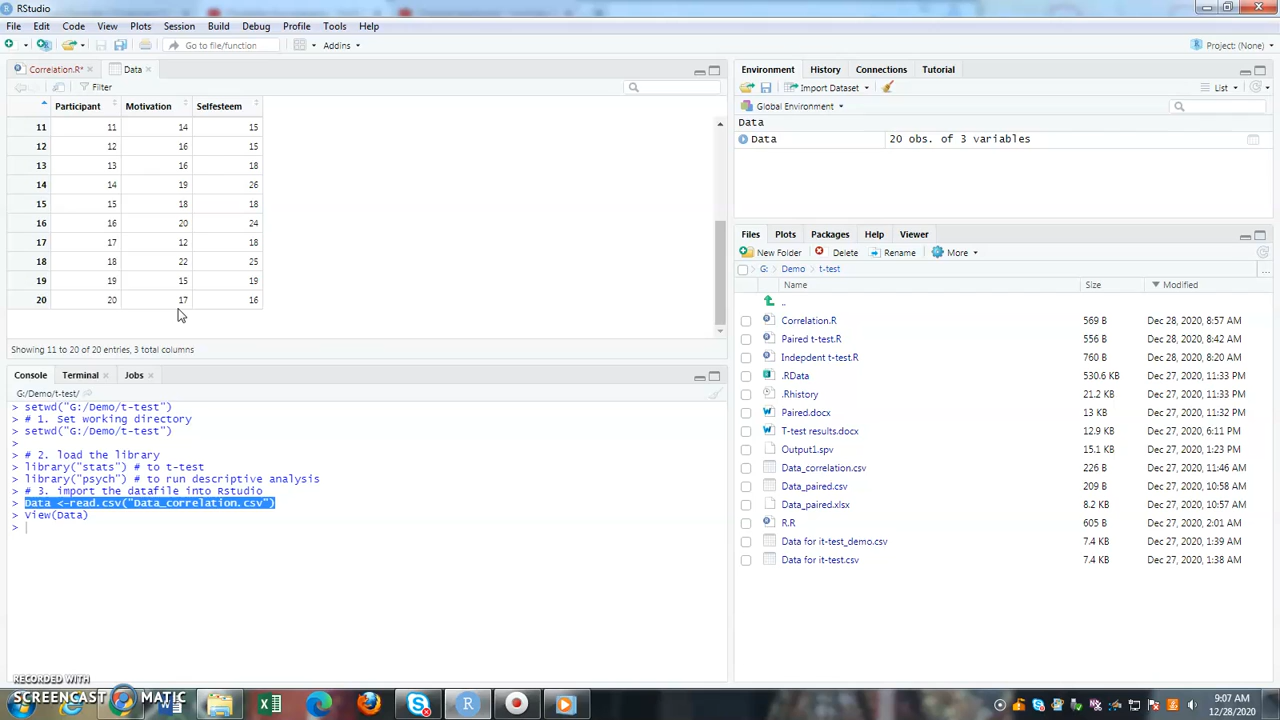 RStudio
File Edit Code View Plots Session Build Debug Profile Tools Help
Go to file/function Addins Project: (None)
Correlation.R* Data
Filter
Participant Motivation Selfesteem
11 11 14 15
12 12 16 15
13 13 16 18
14 14 19 26
15 15 18 18
16 16 20 24
17 17 12 18
18 18 22 25
19 19 15 19
20 20 17 16
Showing 11 to 20 of 20 entries, 3 total columns
Console Terminal Jobs
G:/Demo/t-test/
> setwd("G:/Demo/t-test")
> # 1. Set working directory
> setwd("G:/Demo/t-test")
>
> # 2. load the library
> library("stats") # to t-test
> library("psych") # to run descriptive analysis
> # 3. import the datafile into Rstudio
> Data <-read.csv("Data_correlation.csv")
> View(Data)
>
Environment History Connections Tutorial
Import Dataset List
Global Environment
Data
Data 20 obs. of 3 variables
Files Plots Packages Help Viewer
New Folder Delete Rename More
G: Demo t-test
Name Size Modified
..
Correlation.R 569 B Dec 28, 2020, 8:57 AM
Paired t-test.R 556 B Dec 28, 2020, 8:42 AM
Indepdent t-test.R 760 B Dec 28, 2020, 8:20 AM
.RData 530.6 KB Dec 27, 2020, 11:33 PM
.Rhistory 21.2 KB Dec 27, 2020, 11:33 PM
Paired.docx 13 KB Dec 27, 2020, 11:32 PM
T-test results.docx 12.9 KB Dec 27, 2020, 6:11 PM
Output1.spv 15.1 KB Dec 27, 2020, 1:23 PM
Data_correlation.csv 226 B Dec 27, 2020, 11:46 AM
Data_paired.csv 209 B Dec 27, 2020, 10:58 AM
Data_paired.xlsx 8.2 KB Dec 27, 2020, 10:57 AM
R.R 605 B Dec 27, 2020, 2:01 AM
Data for it-test_demo.csv 7.4 KB Dec 27, 2020, 1:39 AM
Data for it-test.csv 7.4 KB Dec 27, 2020, 1:38 AM
RECORDED WITH
SCREENCAST MATIC
9:07 AM
12/28/2020